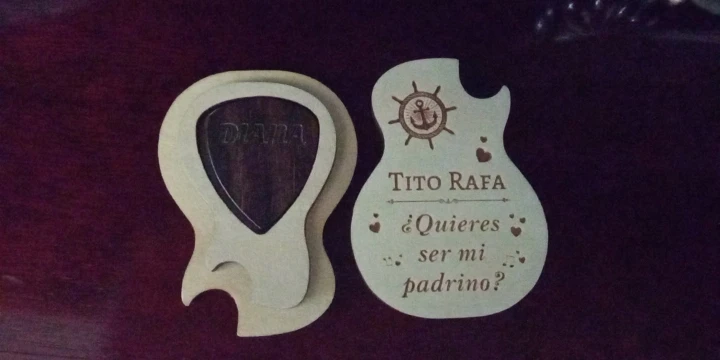 DIANA
TITO RAFA
¿Quieres
ser mi
padrino?